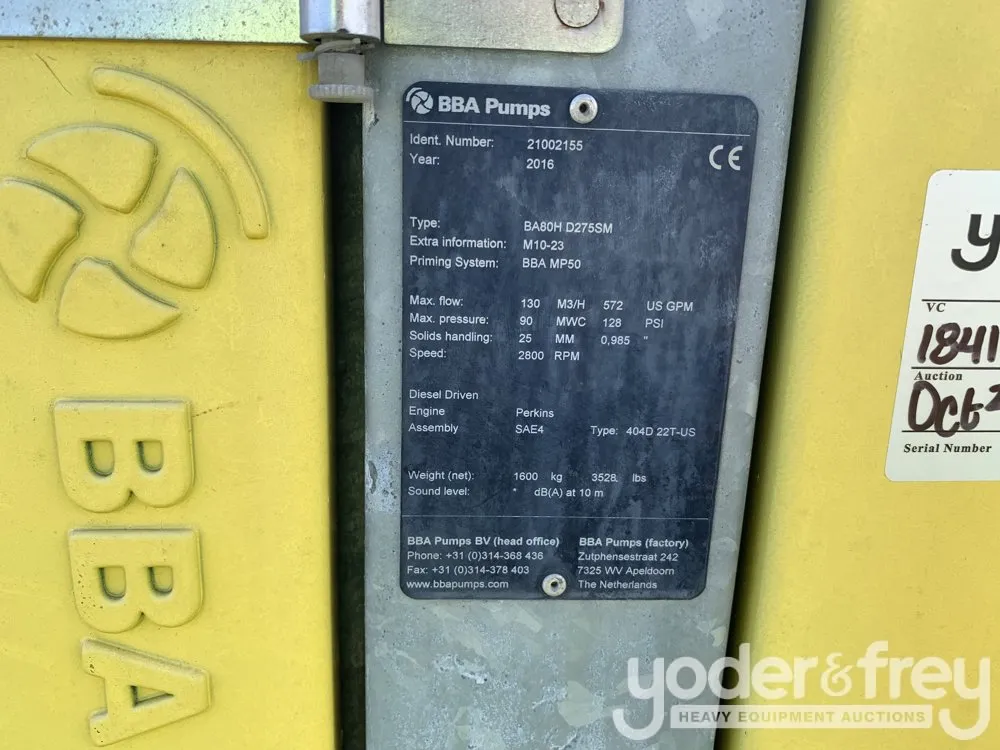 BBA Pumps
Ident. Number: 21002155
Year: 2016
CE
Type: BA80H D275SM
Extra information: M10-23
Priming System: BBA MP50
Max. flow: 130 M3/H 572 US GPM
Max. pressure: 90 MWC 128 PSI
Solids handling: 25 MM 0,985 "
Speed: 2800 RPM
Diesel Driven
Engine Perkins
Assembly SAE4 Type: 404D 22T-US
Weight (net): 1600 kg 3528, lbs
Sound level: * dB(A) at 10 m
BBA Pumps BV (head office) BBA Pumps (factory)
Phone: +31 (0)314-368 436 Zutphensestraat 242
Fax: +31 (0)314-378 403 7325 WV Apeldoorn
www.bbapumps.com The Netherlands
BBA
y
VC
1841
Auction
Oct 2
Serial Number
yoder&frey
HEAVY EQUIPMENT AUCTIONS